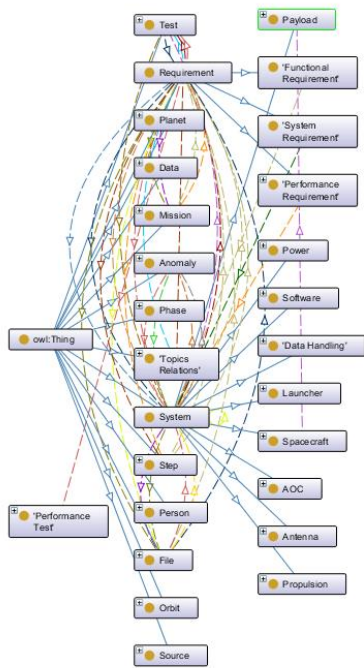 Test
Payload
Requirement
'Functional
Requirement'
Planet
'System
Requirement'
Data
'Performance
Requirement'
Mission
Power
Anomaly
Software
Phase
owl:Thing
'Topics
Relations'
'Data Handling'
Launcher
System
Spacecraft
Step
AOC
'Performance
Test'
Person
Antenna
File
Propulsion
Orbit
Source